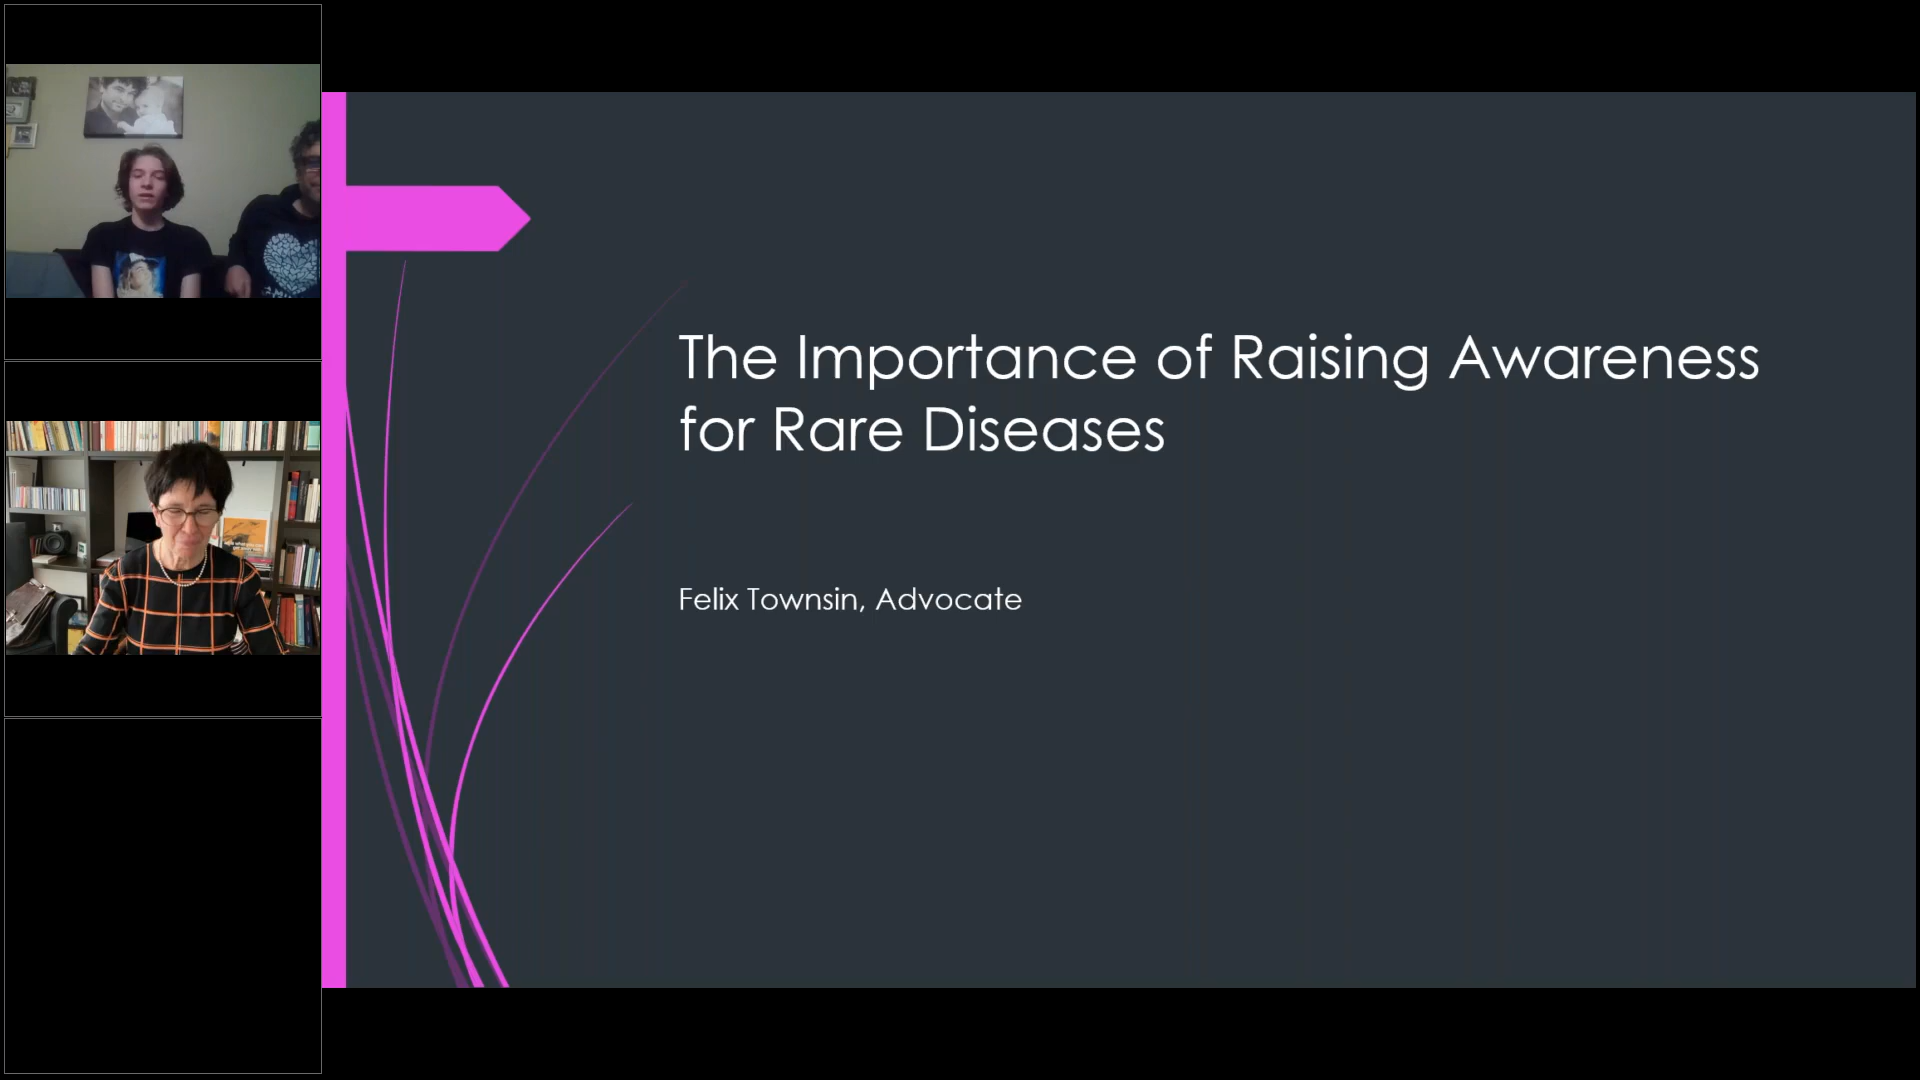 The Importance of Raising Awareness
for Rare Diseases
Felix Townsin, Advocate